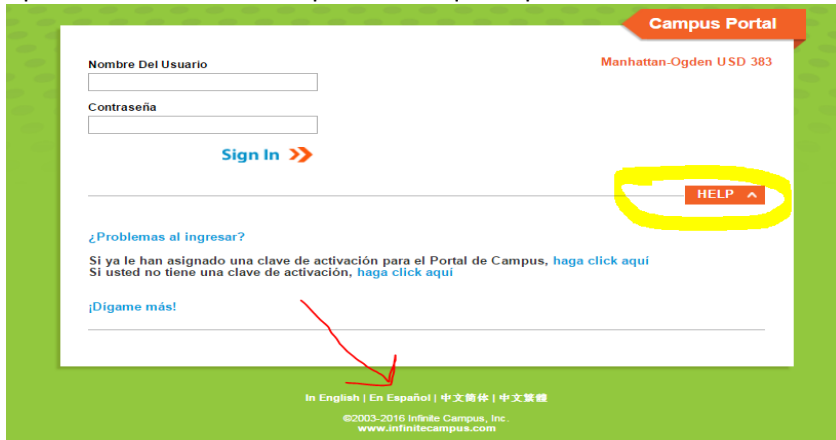 Campus Portal
Nombre Del Usuario
Manhattan-Ogden USD 383
Contraseña
Sign In
HELP
¿Problemas al ingresar?
Si ya le han asignado una clave de activación para el Portal de Campus, haga click aquí
Si usted no tiene una clave de activación, haga click aquí
¡Dígame más!
In English | En Español | 中文简体 | 中文繁體
©2003-2016 Infinite Campus, Inc.
www.infinitecampus.com